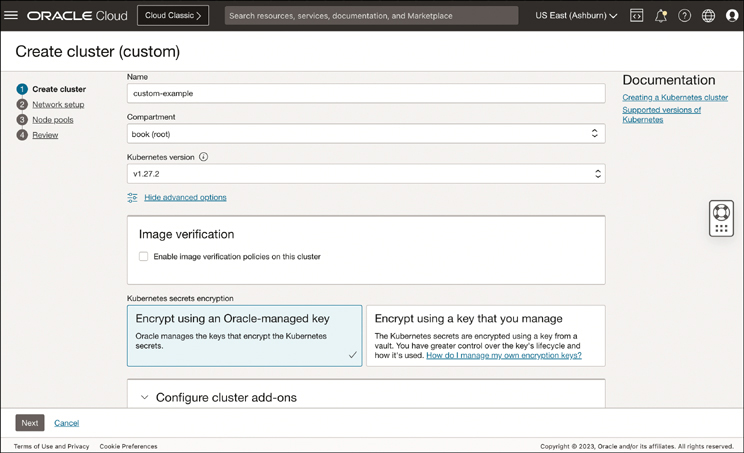 ORACLE Cloud
Cloud Classic >
Search resources, services, documentation, and Marketplace
US East (Ashburn)
Create cluster (custom)
1 Create cluster
2 Network setup
3 Node pools
4 Review
Name
custom-example
Compartment
book (root)
Kubernetes version
v1.27.2
Hide advanced options
Image verification
Enable image verification policies on this cluster
Kubernetes secrets encryption
Encrypt using an Oracle-managed key
Oracle manages the keys that encrypt the Kubernetes
secrets.
Encrypt using a key that you manage
The Kubernetes secrets are encrypted using a key from a
vault. You have greater control over the key's lifecycle and
how it's used. How do I manage my own encryption keys?
Configure cluster add-ons
Documentation
Creating a Kubernetes cluster
Supported versions of
Kubernetes
Next
Cancel
Terms of Use and Privacy
Cookie Preferences
Copyright © 2023, Oracle and/or its affiliates. All rights reserved.